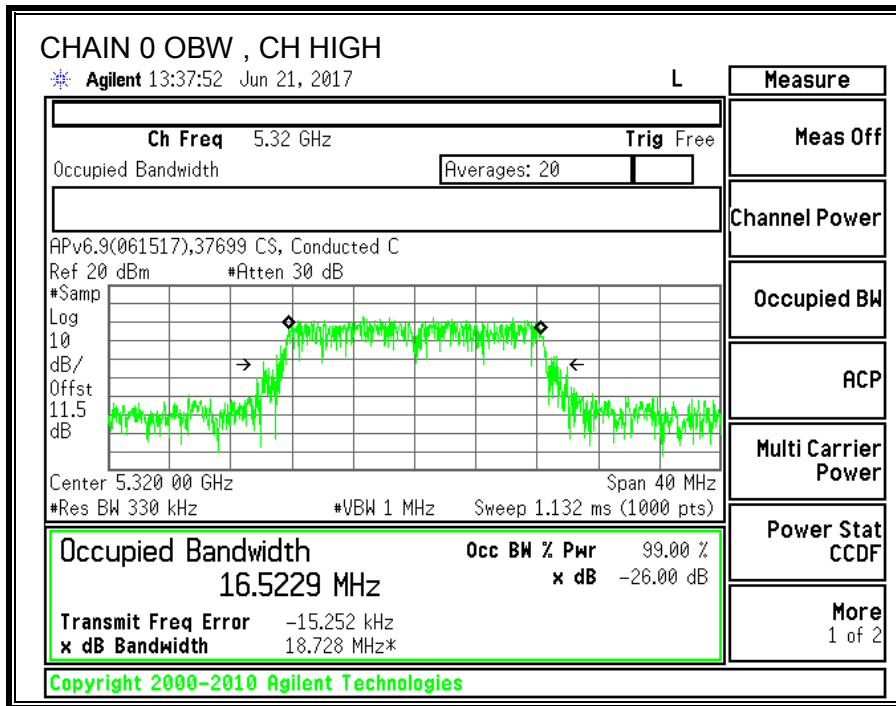 CHAIN 0 OBW , CH HIGH
Agilent 13:37:52 Jun 21, 2017 L
Measure
Ch Freq 5.32 GHz Trig Free
Meas Off
Occupied Bandwidth Averages: 20
Channel Power
APv6.9(061517),37699 CS, Conducted C
Ref 20 dBm #Atten 30 dB
#Samp
Log
10
dB/
Offst
11.5
dB
Occupied BW
ACP
Center 5.320 00 GHz Span 40 MHz
#Res BW 330 kHz #VBW 1 MHz Sweep 1.132 ms (1000 pts)
Multi Carrier
Power
Occupied Bandwidth Occ BW % Pwr 99.00 %
16.5229 MHz x dB -26.00 dB
Power Stat
CCDF
Transmit Freq Error -15.252 kHz
x dB Bandwidth 18.728 MHz*
More
1 of 2
Copyright 2000-2010 Agilent Technologies